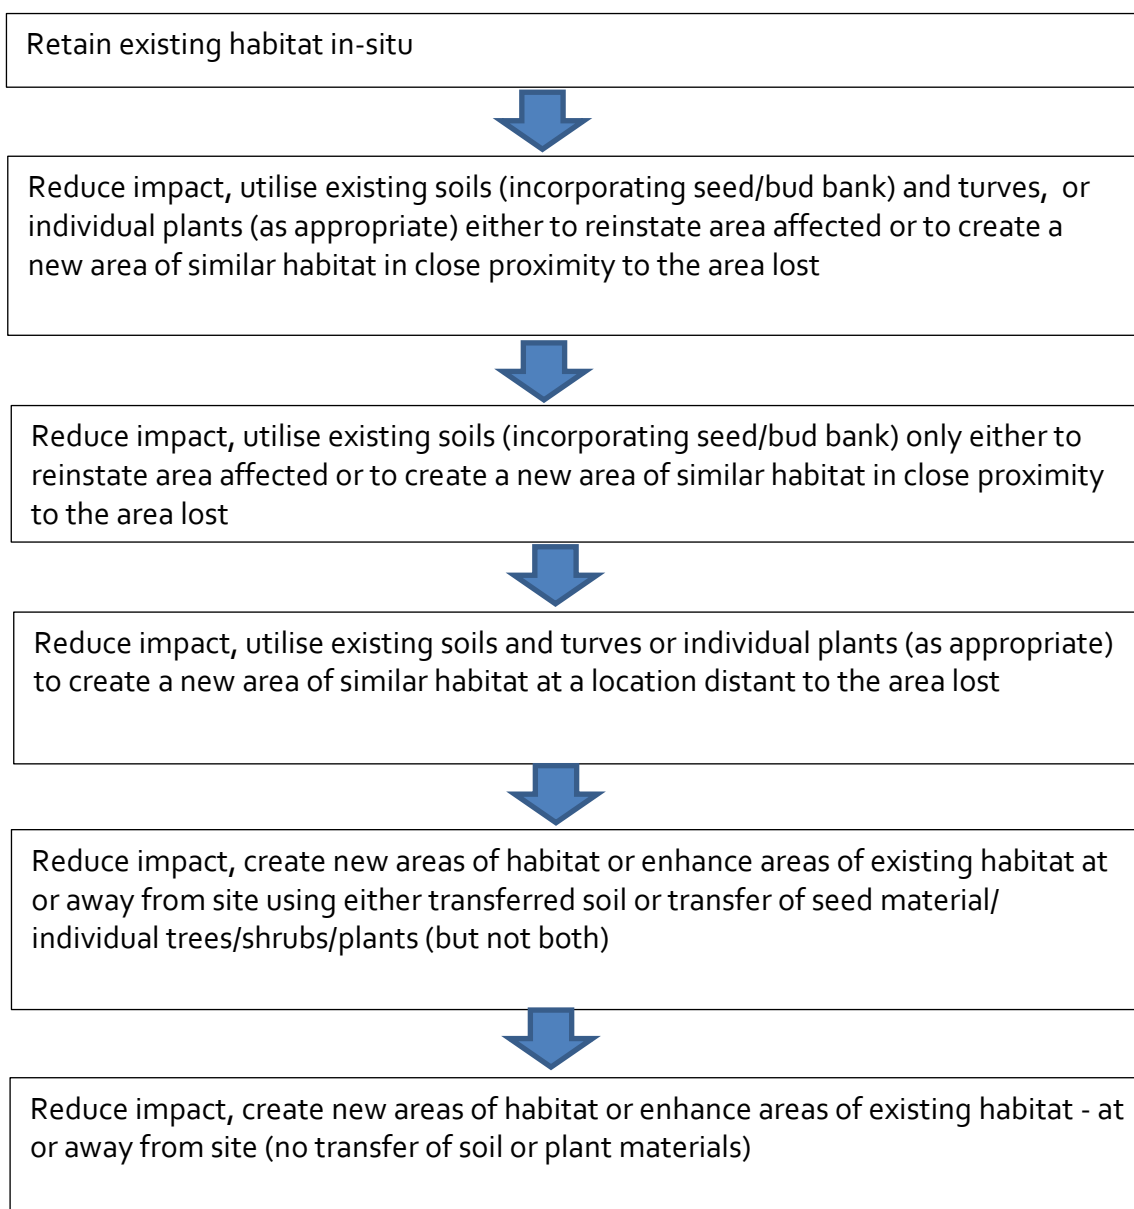 Retain existing habitat in-situ
Reduce impact, utilise existing soils (incorporating seed/bud bank) and turves,  or
individual plants (as appropriate) either to reinstate area affected or to create a
new area of similar habitat in close proximity to the area lost
Reduce impact, utilise existing soils (incorporating seed/bud bank) only either to
reinstate area affected or to create a new area of similar habitat in close proximity
to the area lost
Reduce impact, utilise existing soils and turves or individual plants (as appropriate)
to create a new area of similar habitat at a location distant to the area lost
Reduce impact, create new areas of habitat or enhance areas of existing habitat at
or away from site using either transferred soil or transfer of seed material/
individual trees/shrubs/plants (but not both)
Reduce impact, create new areas of habitat or enhance areas of existing habitat - at
or away from site (no transfer of soil or plant materials)